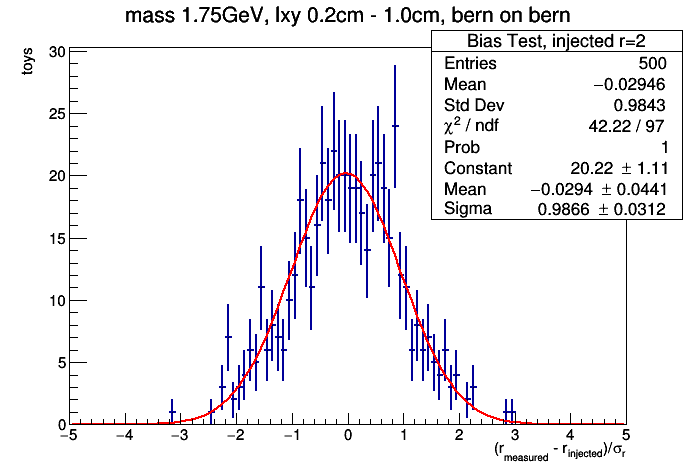 mass 1.75GeV, lxy 0.2cm - 1.0cm, bern on bern
Bias Test, injected r=2
Entries 500
Mean −0.02946
Std Dev 0.9843
χ² / ndf 42.22 / 97
Prob 1
Constant 20.22 ± 1.11
Mean −0.0294 ± 0.0441
Sigma 0.9866 ± 0.0312
toys
30
25
20
15
10
5
0
−5 −4 −3 −2 −1 0 1 2 3 4 5
(r_measured - r_injected)/σ_r